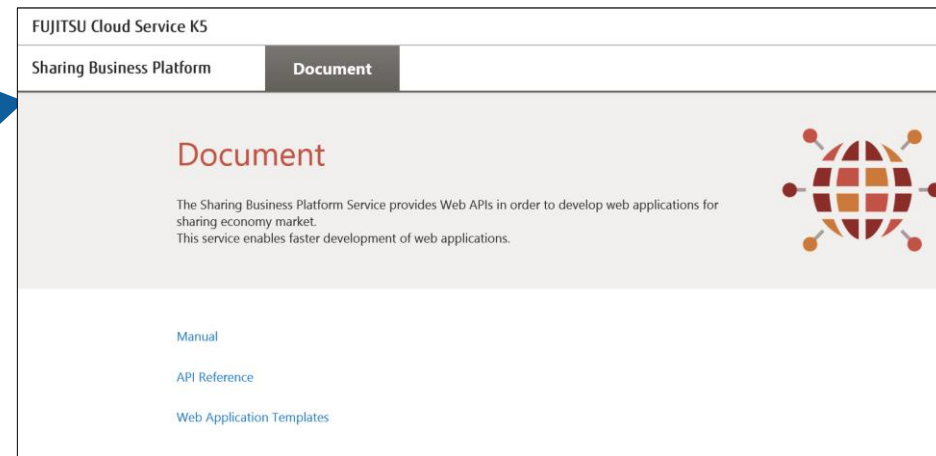 FUJITSU Cloud Service K5
Sharing Business Platform
Document
Document
The Sharing Business Platform Service provides Web APIs in order to develop web applications for
sharing economy market.
This service enables faster development of web applications.
Manual
API Reference
Web Application Templates